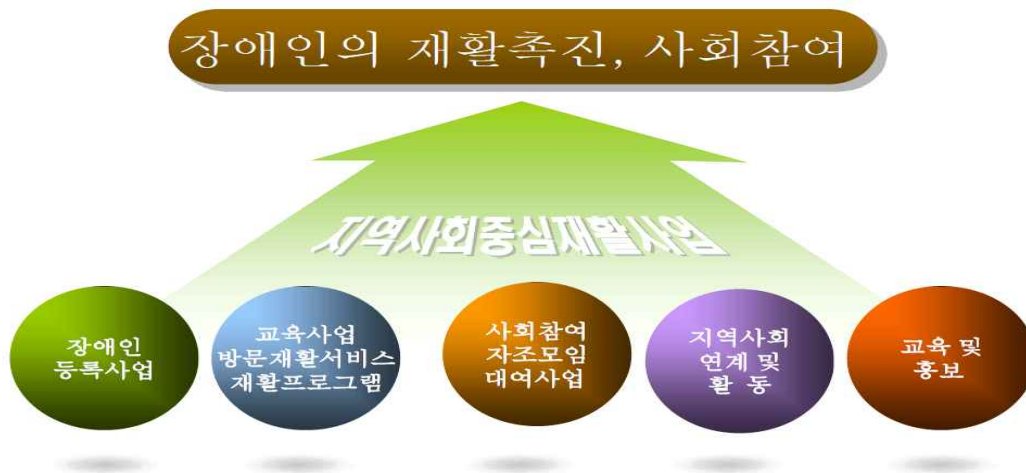 장애인의 재활촉진, 사회참여
지역사회중심재활사업
장애인
등록사업
교육사업
방문재활서비스
재활프로그램
사회참여
자조모임
대여사업
지역사회
연계 및
활 동
교육 및
홍보